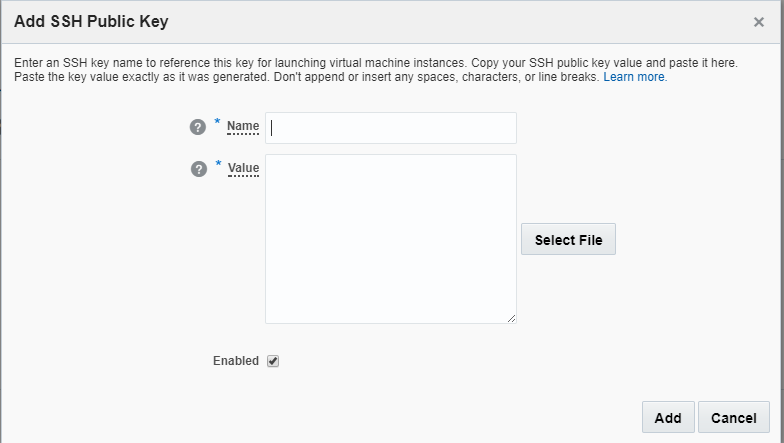 Add SSH Public Key ×
Enter an SSH key name to reference this key for launching virtual machine instances. Copy your SSH public key value and paste it here.
Paste the key value exactly as it was generated. Don't append or insert any spaces, characters, or line breaks. Learn more.
? * Name
? * Value
Select File
Enabled
Add Cancel